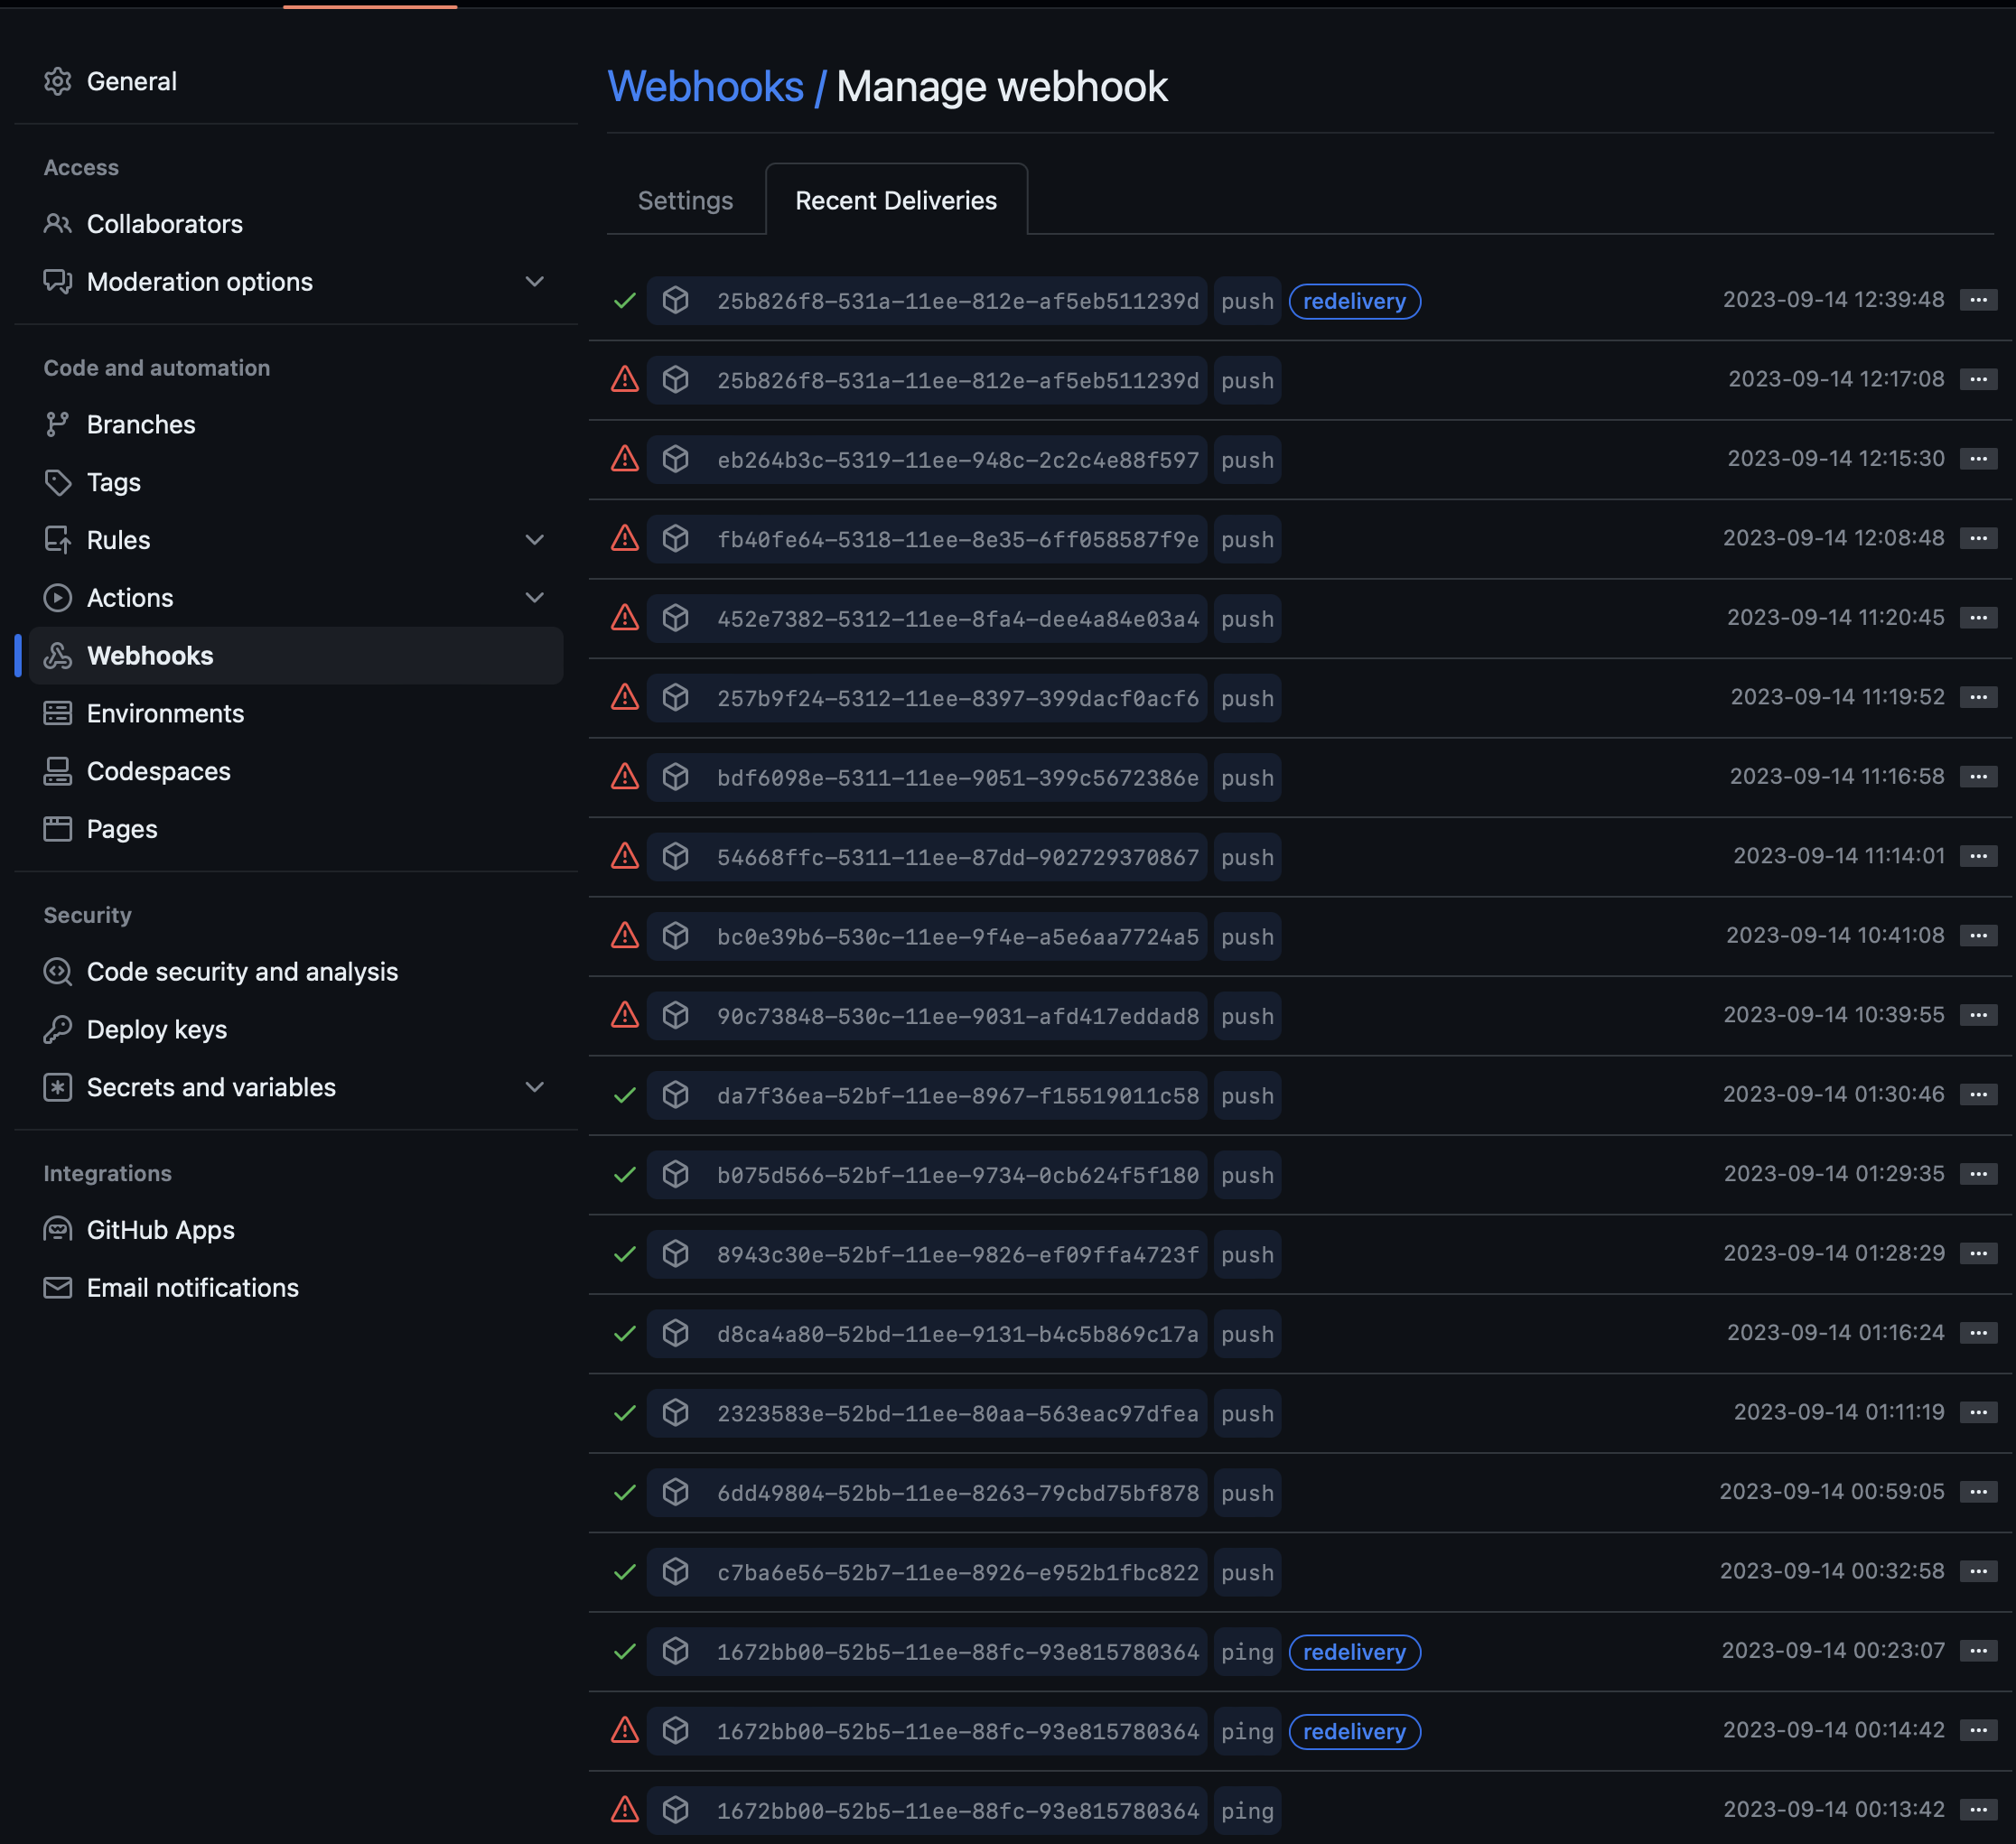 General
Access
Collaborators
Moderation options
Code and automation
Branches
Tags
Rules
Actions
Webhooks
Environments
Codespaces
Pages
Security
Code security and analysis
Deploy keys
Secrets and variables
Integrations
GitHub Apps
Email notifications
Webhooks / Manage webhook
Settings Recent Deliveries
25b826f8-531a-11ee-812e-af5eb511239d push redelivery 2023-09-14 12:39:48
25b826f8-531a-11ee-812e-af5eb511239d push 2023-09-14 12:17:08
eb264b3c-5319-11ee-948c-2c2c4e88f597 push 2023-09-14 12:15:30
fb40fe64-5318-11ee-8e35-6ff058587f9e push 2023-09-14 12:08:48
452e7382-5312-11ee-8fa4-dee4a84e03a4 push 2023-09-14 11:20:45
257b9f24-5312-11ee-8397-399dacf0acf6 push 2023-09-14 11:19:52
bdf6098e-5311-11ee-9051-399c5672386e push 2023-09-14 11:16:58
54668ffc-5311-11ee-87dd-902729370867 push 2023-09-14 11:14:01
bc0e39b6-530c-11ee-9f4e-a5e6aa7724a5 push 2023-09-14 10:41:08
90c73848-530c-11ee-9031-afd417eddad8 push 2023-09-14 10:39:55
da7f36ea-52bf-11ee-8967-f15519011c58 push 2023-09-14 01:30:46
b075d566-52bf-11ee-9734-0cb624f5f180 push 2023-09-14 01:29:35
8943c30e-52bf-11ee-9826-ef09ffa4723f push 2023-09-14 01:28:29
d8ca4a80-52bd-11ee-9131-b4c5b869c17a push 2023-09-14 01:16:24
2323583e-52bd-11ee-80aa-563eac97dfea push 2023-09-14 01:11:19
6dd49804-52bb-11ee-8263-79cbd75bf878 push 2023-09-14 00:59:05
c7ba6e56-52b7-11ee-8926-e952b1fbc822 push 2023-09-14 00:32:58
1672bb00-52b5-11ee-88fc-93e815780364 ping redelivery 2023-09-14 00:23:07
1672bb00-52b5-11ee-88fc-93e815780364 ping redelivery 2023-09-14 00:14:42
1672bb00-52b5-11ee-88fc-93e815780364 ping 2023-09-14 00:13:42